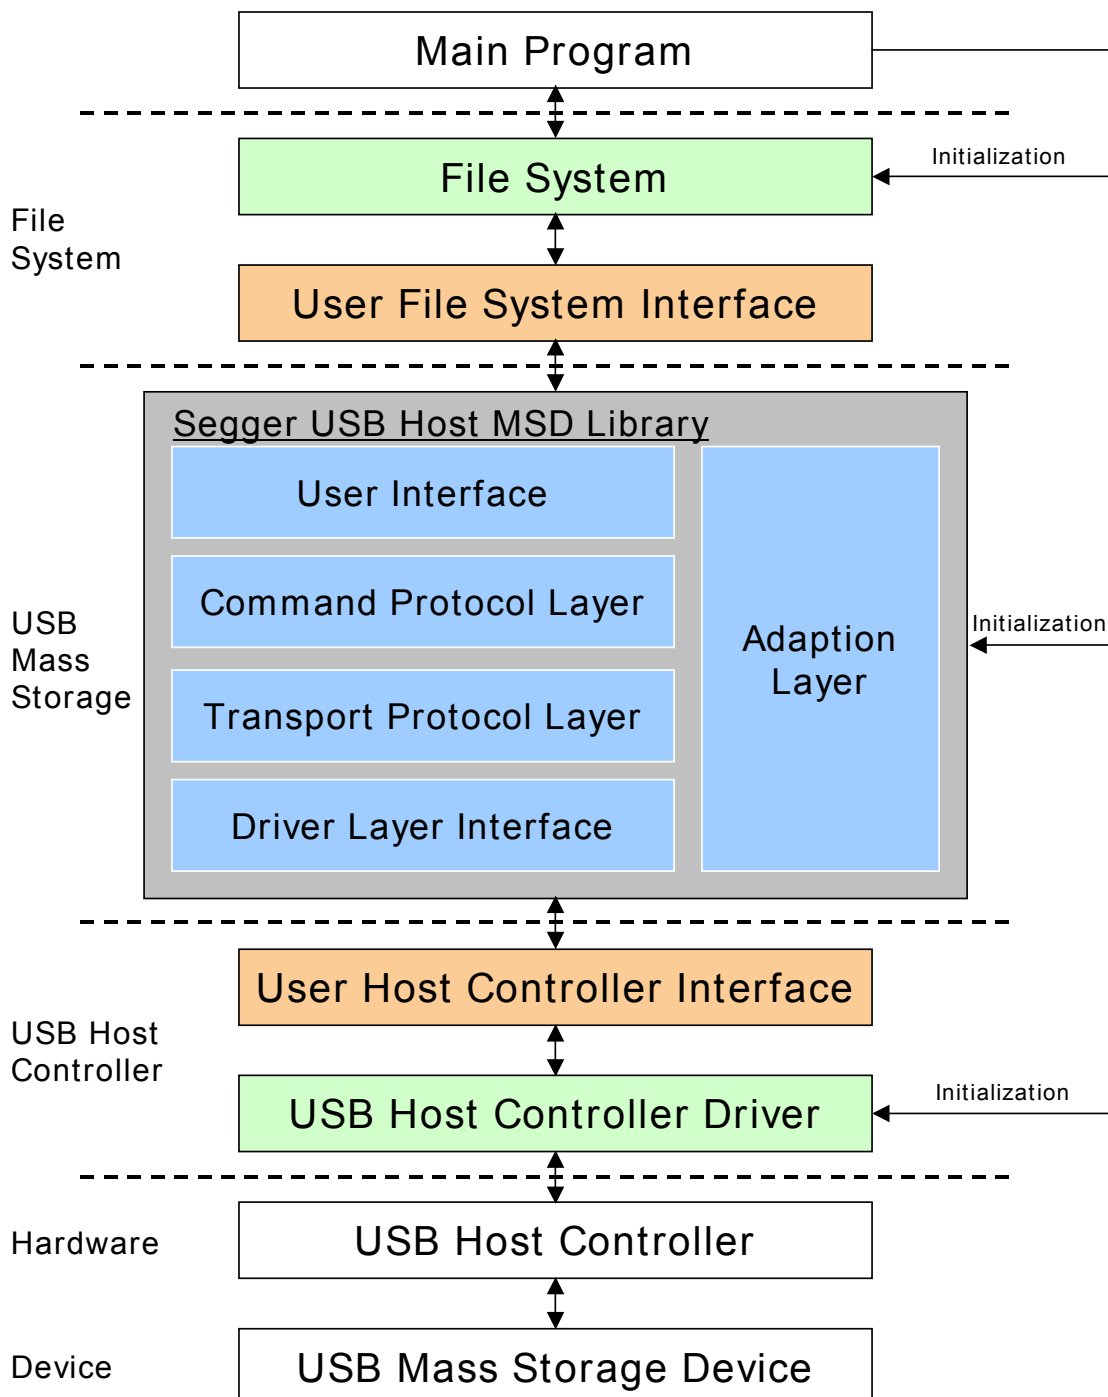 Main Program
Initialization
File System
File
System
User File System Interface
Segger USB Host MSD Library
User Interface
Command Protocol Layer
USB
Mass
Storage
Adaption
Layer
Initialization
Transport Protocol Layer
Driver Layer Interface
User Host Controller Interface
USB Host
Controller
USB Host Controller Driver
Initialization
Hardware
USB Host Controller
Device
USB Mass Storage Device